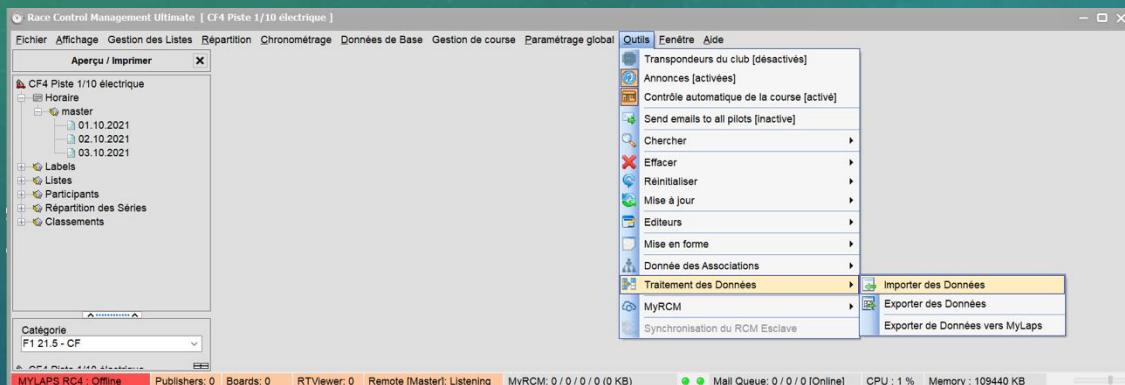 Race Control Management Ultimate [ CF4 Piste 1/10 électrique ]
Fichier Affichage Gestion des Listes Répartition Chronométrage Données de Base Gestion de course Paramétrage global Outils Fenêtre Aide
Aperçu / Imprimer
CF4 Piste 1/10 électrique
Horaire
master
01.10.2021
02.10.2021
03.10.2021
Labels
Listes
Participants
Répartition des Séries
Classements
Catégorie
F1 21.5 - CF
CF4 Piste 1/10 électrique
Transpondeurs du club [désactivés]
Annonces [activées]
Contrôle automatique de la course [activé]
Send emails to all pilots [inactive]
Chercher
Effacer
Réinitialiser
Mise à jour
Editeurs
Mise en forme
Donnée des Associations
Traitement des Données
MyRCM
Synchronisation du RCM Esclave
Importer des Données
Exporter des Données
Exporter de Données vers MyLaps
MYLAPS RC4 : Offline Publishers: 0 Boards: 0 RTViewer: 0 Remote [Master]: Listening MyRCM: 0 / 0 / 0 / 0 (0 KB) Mail Queue: 0 / 0 / 0 [Online] CPU : 1 % Memory : 109440 KB